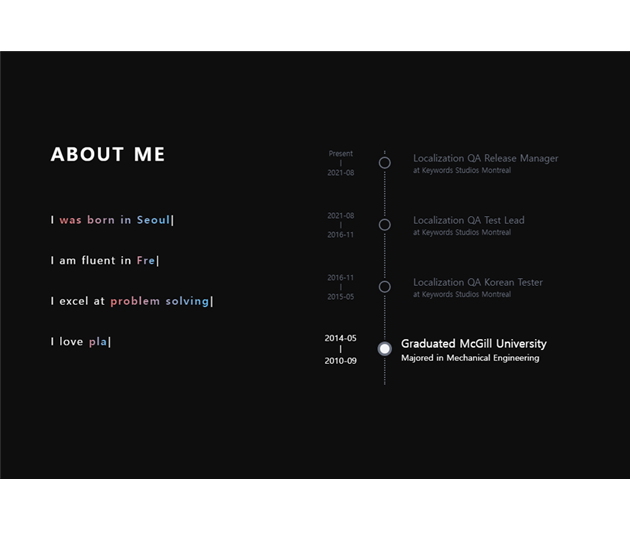 ABOUT ME
I was born in Seoul|
I am fluent in Fre|
I excel at problem solving|
I love pla|
Present
|
2021-08
Localization QA Release Manager
at Keywords Studios Montreal
2021-08
|
2016-11
Localization QA Test Lead
at Keywords Studios Montreal
2016-11
|
2015-05
Localization QA Korean Tester
at Keywords Studios Montreal
2014-05
|
2010-09
Graduated McGill University
Majored in Mechanical Engineering